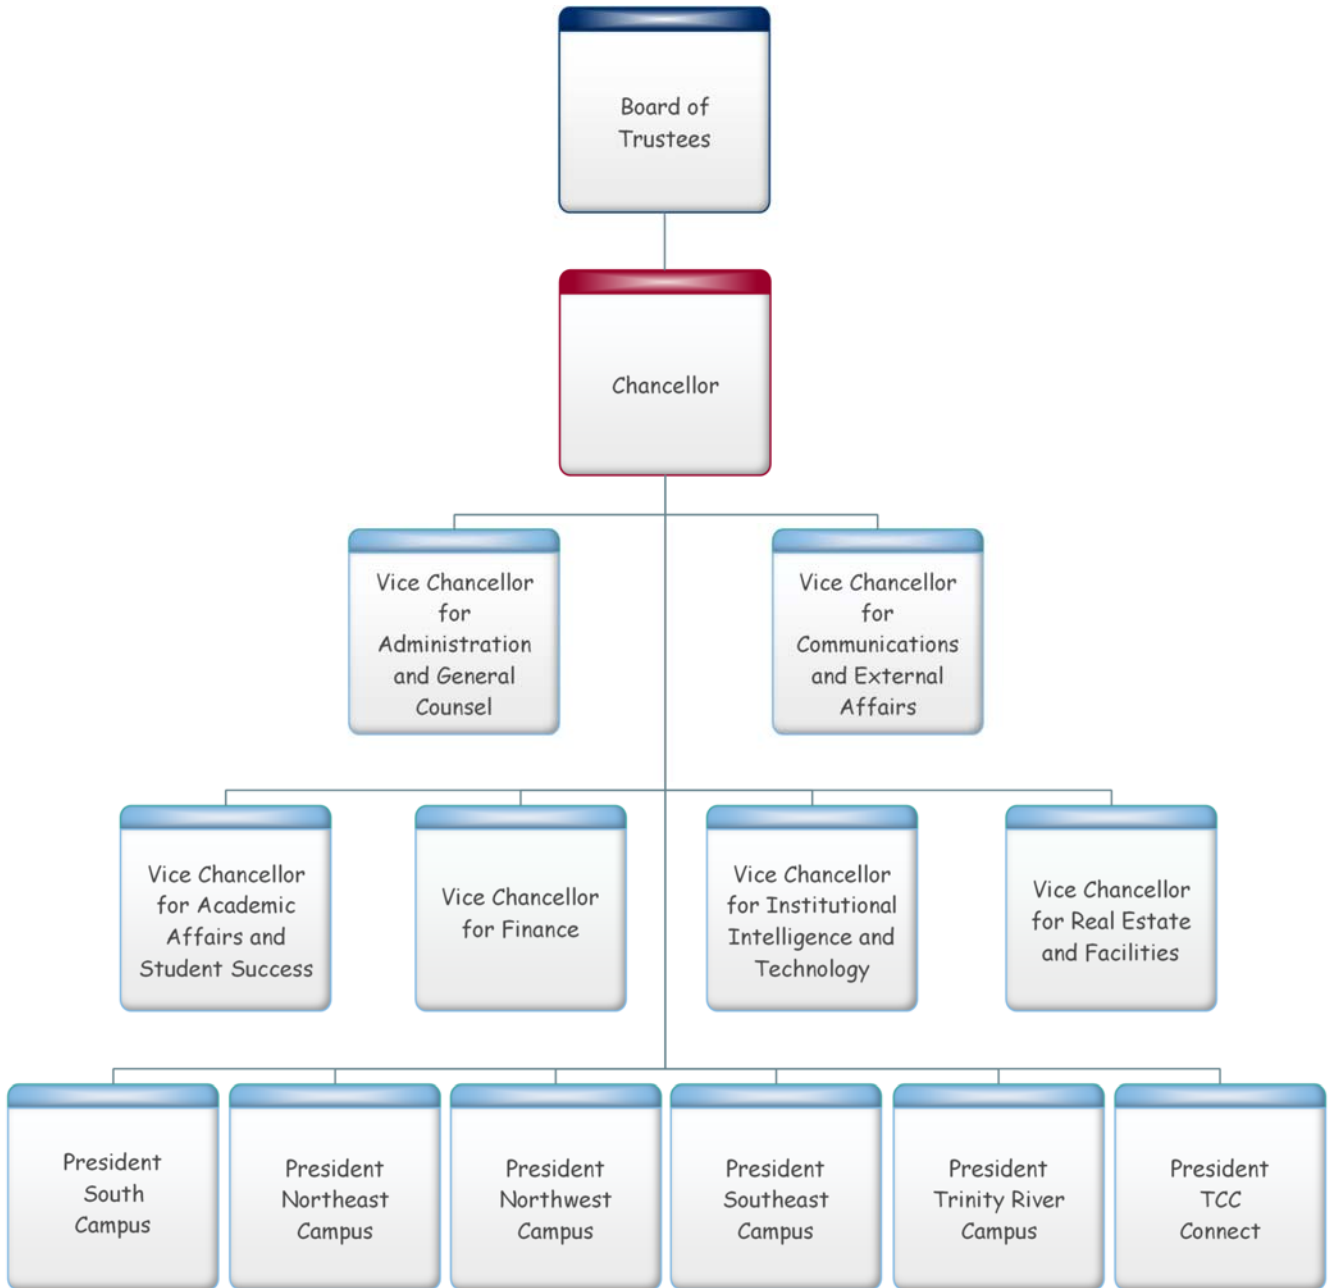 Board of
Trustees
Chancellor
Vice Chancellor
for
Administration
and General
Counsel
Vice Chancellor
for
Communications
and External
Affairs
Vice Chancellor
for Academic
Affairs and
Student Success
Vice Chancellor
for Finance
Vice Chancellor
for Institutional
Intelligence and
Technology
Vice Chancellor
for Real Estate
and Facilities
President
South
Campus
President
Northeast
Campus
President
Northwest
Campus
President
Southeast
Campus
President
Trinity River
Campus
President
TCC
Connect